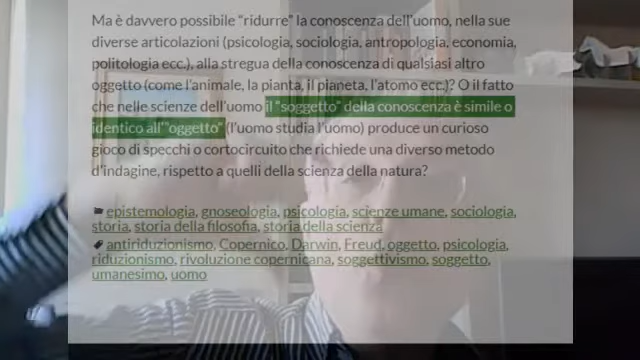 Ma è davvero possibile “ridurre” la conoscenza dell’uomo, nella sue
diverse articolazioni (psicologia, sociologia, antropologia, economia,
politologia ecc.), alla stregua della conoscenza di qualsiasi altro
oggetto (come l’animale, la pianta, il pianeta, l’atomo ecc.)? O il fatto
che nelle scienze dell’uomo il “soggetto” della conoscenza è simile o
identico all’“oggetto” (l’uomo studia l’uomo) produce un curioso
gioco di specchi o cortocircuito che richiede una diverso metodo
d’indagine, rispetto a quelli della scienza della natura?
epistemologia, gnoseologia, psicologia, scienze umane, sociologia,
storia, storia della filosofia, storia della scienza
antiriduzionismo, Copernico, Darwin, Freud, oggetto, psicologia,
riduzionismo, rivoluzione copernicana, soggettivismo, soggetto,
umanesimo, uomo